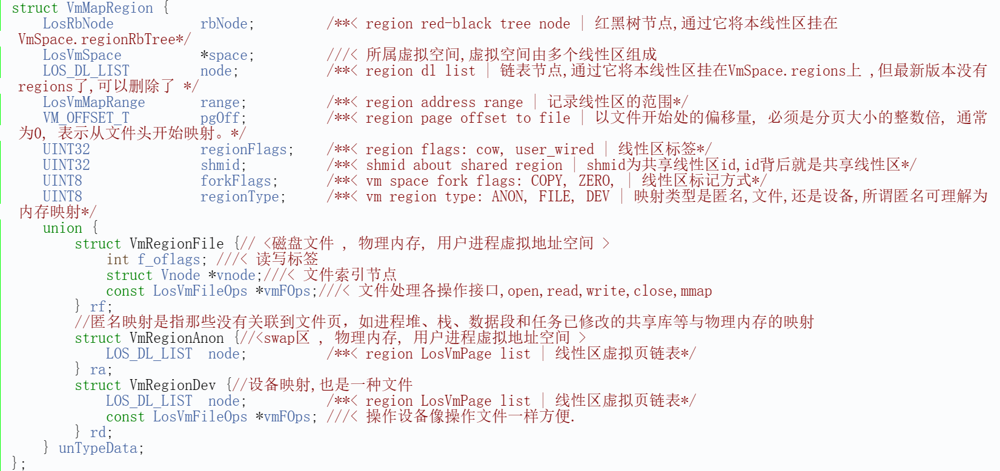 struct VmMapRegion {
    LosRbNode           rbNode;         /**< region red-black tree node | 红黑树节点,通过它将本线性区挂在
VmSpace.regionRbTree*/
    LosVmSpace          *space;         ///< 所属虚拟空间,虚拟空间由多个线性区组成
    LOS_DL_LIST         node;           /**< region dl list | 链表节点,通过它将本线性区挂在VmSpace.regions上 ,但最新版本没有
regions了,可以删除了 */
    LosVmMapRange       range;          /**< region address range | 记录线性区的范围*/
    VM_OFFSET_T         pgOff;          /**< region page offset to file | 以文件开始处的偏移量, 必须是分页大小的整数倍, 通常
为0, 表示从文件头开始映射。*/
    UINT32              regionFlags;    /**< region flags: cow, user_wired | 线性区标签*/
    UINT32              shmid;          /**< shmid about shared region | shmid为共享线性区id,id背后就是共享线性区*/
    UINT8               forkFlags;      /**< vm space fork flags: COPY, ZERO, | 线性区标记方式*/
    UINT8               regionType;     /**< vm region type: ANON, FILE, DEV | 映射类型是匿名,文件,还是设备,所谓匿名可理解为
内存映射*/
    union {
        struct VmRegionFile {// <磁盘文件 , 物理内存, 用户进程虚拟地址空间 >
            int f_oflags; ///< 读写标签
            struct Vnode *vnode;///< 文件索引节点
            const LosVmFileOps *vmFOps;///< 文件处理各操作接口,open,read,write,close,mmap
        } rf;
        //匿名映射是指那些没有关联到文件页，如进程堆、栈、数据段和任务已修改的共享库等与物理内存的映射
        struct VmRegionAnon {//<swap区 , 物理内存, 用户进程虚拟地址空间 >
            LOS_DL_LIST  node;          /**< region LosVmPage list | 线性区虚拟页链表*/
        } ra;
        struct VmRegionDev {//设备映射,也是一种文件
            LOS_DL_LIST  node;          /**< region LosVmPage list | 线性区虚拟页链表*/
            const LosVmFileOps *vmFOps; ///< 操作设备像操作文件一样方便.
        } rd;
    } unTypeData;
};